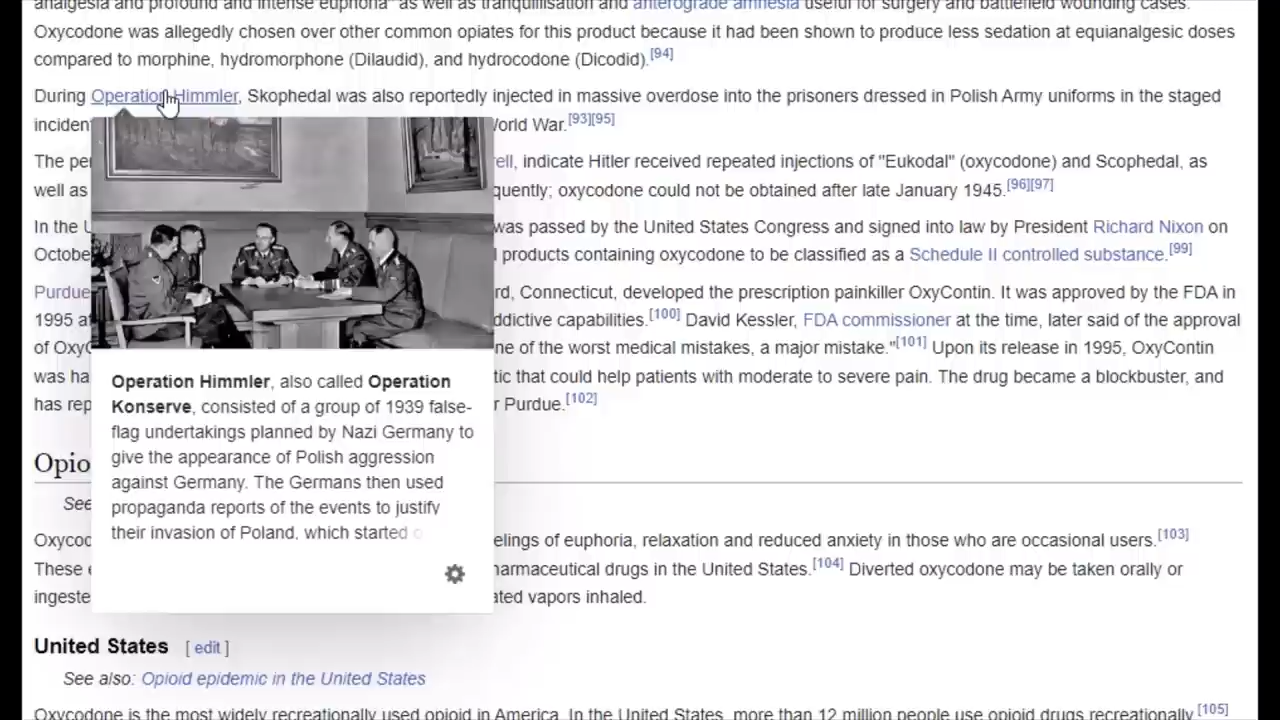 analgesia and profound and intense euphoria" as well as tranquillisation and anterograde amnesia useful for surgery and battlefield wounding cases.
Oxycodone was allegedly chosen over other common opiates for this product because it had been shown to produce less sedation at equianalgesic doses
compared to morphine, hydromorphone (Dilaudid), and hydrocodone (Dicodid).[94]
During Operation Himmler, Skophedal was also reportedly injected in massive overdose into the prisoners dressed in Polish Army uniforms in the staged
inciden World War.[93][95]
The per rell, indicate Hitler received repeated injections of "Eukodal" (oxycodone) and Scophedal, as
well as quently; oxycodone could not be obtained after late January 1945.[96][97]
In the U was passed by the United States Congress and signed into law by President Richard Nixon on
Octobe l products containing oxycodone to be classified as a Schedule II controlled substance.[99]
Purdue rd, Connecticut, developed the prescription painkiller OxyContin. It was approved by the FDA in
1995 af ddictive capabilities.[100] David Kessler, FDA commissioner at the time, later said of the approval
of OxyC ne of the worst medical mistakes, a major mistake."[101] Upon its release in 1995, OxyContin
was ha tic that could help patients with moderate to severe pain. The drug became a blockbuster, and
has rep r Purdue.[102]
Operation Himmler, also called Operation
Konserve, consisted of a group of 1939 false-
flag undertakings planned by Nazi Germany to
give the appearance of Polish aggression
against Germany. The Germans then used
propaganda reports of the events to justify
their invasion of Poland, which started o
Opio
See
Oxycod elings of euphoria, relaxation and reduced anxiety in those who are occasional users.[103]
These e harmaceutical drugs in the United States.[104] Diverted oxycodone may be taken orally or
ingeste ated vapors inhaled.
United States [ edit ]
See also: Opioid epidemic in the United States
Oxycodone is the most widely recreationally used opioid in America. In the United States, more than 12 million people use opioid drugs recreationally.[105]